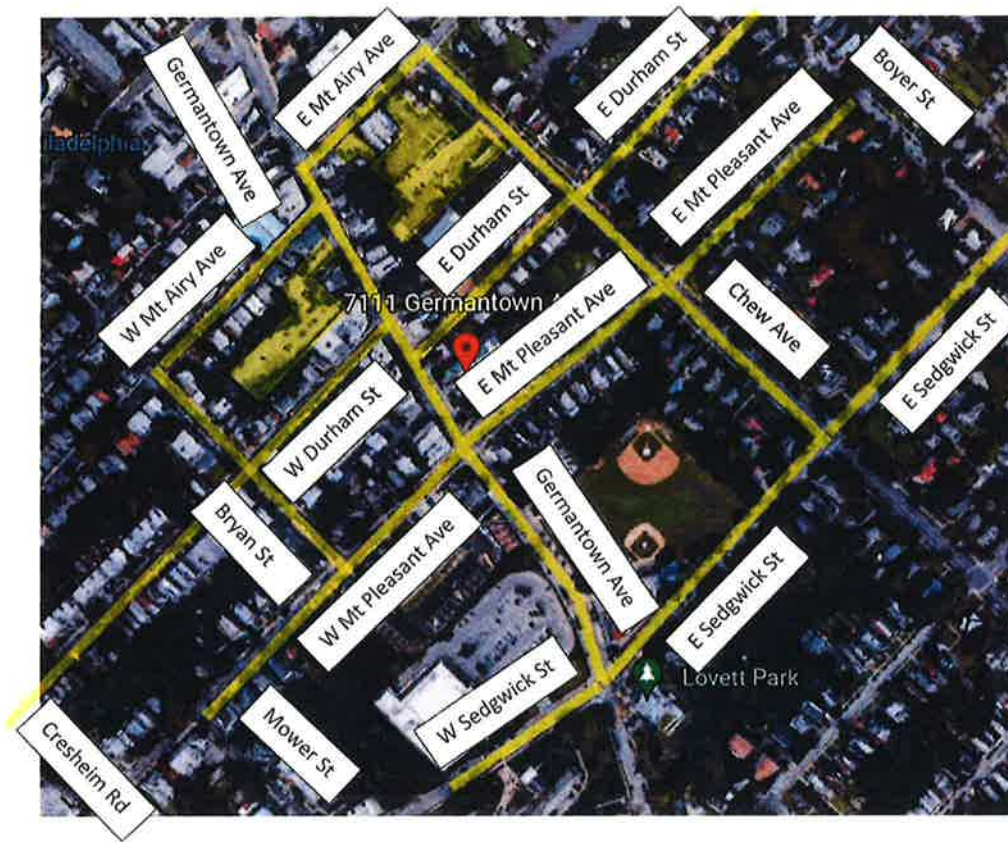 Germantown Ave
E Mt Airy Ave
E Durham St
Boyer St
E Mt Pleasant Ave
W Mt Airy Ave
E Durham St
7111 Germantown
E Mt Pleasant Ave
Chew Ave
E Sedgwick St
W Durham St
Bryan St
W Mt Pleasant Ave
Germantown Ave
E Sedgwick St
Lovett Park
W Sedgwick St
Mower St
Cresheim Rd